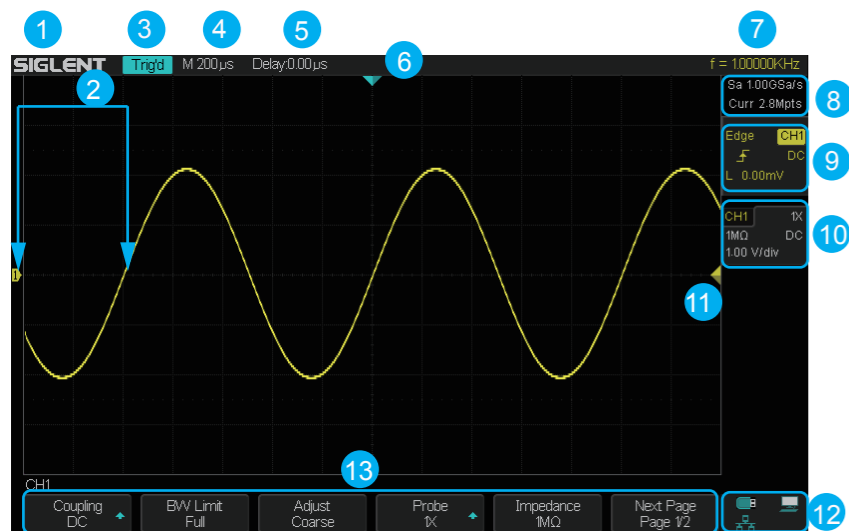 1
3
4
5
7
SIGLENT
Trig'd
M 200µs
Delay:0.00µs
6
f = 1.00000KHz
2
Sa 1.00GSa/s
Curr 2.8Mpts
8
Edge CH1
DC
L 0.00mV
9
CH1 1X
1MΩ DC
1.00 V/div
10
1
11
13
CH1
Coupling
DC
BW Limit
Full
Adjust
Coarse
Probe
1X
Impedance
1MΩ
Next Page
Page 1/2
12